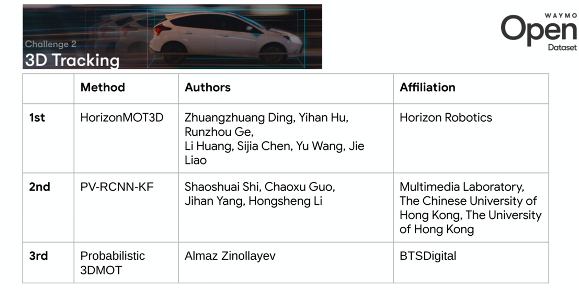 Challenge 2
3D Tracking
WAYMO
Open
Dataset
Method Authors Affiliation
1st HorizonMOT3D Zhuangzhuang Ding, Yihan Hu, Horizon Robotics
Runzhou Ge,
Li Huang, Sijia Chen, Yu Wang, Jie
Liao
2nd PV-RCNN-KF Shaoshuai Shi, Chaoxu Guo, Multimedia Laboratory,
Jihan Yang, Hongsheng Li The Chinese University of
Hong Kong, The University
of Hong Kong
3rd Probabilistic Almaz Zinollayev BTSDigital
3DMOT